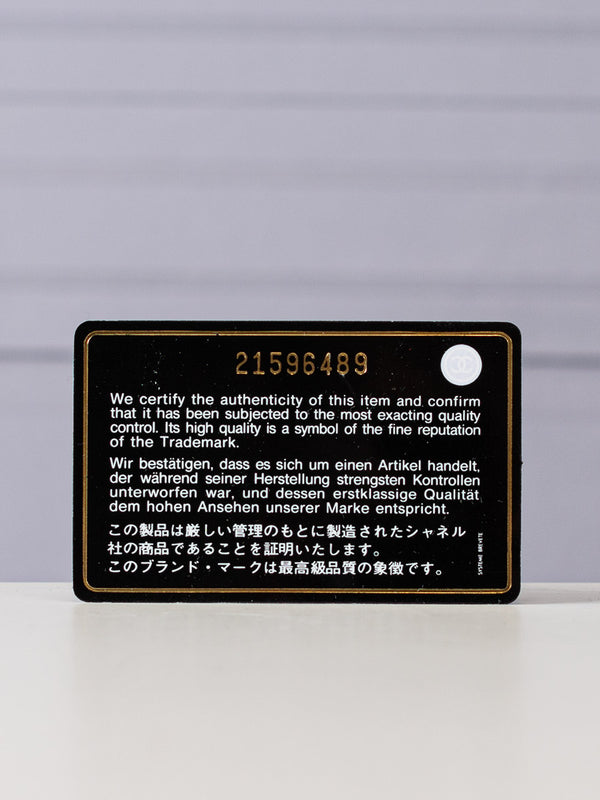 21596489
We certify the authenticity of this item and confirm
that it has been subjected to the most exacting quality
control. Its high quality is a symbol of the fine reputation
of the Trademark.
Wir bestätigen, dass es sich um einen Artikel handelt,
der während seiner Herstellung strengsten Kontrollen
unterworfen war, und dessen erstklassige Qualität
dem hohen Ansehen unserer Marke entspricht.
この製品は厳しい管理のもとに製造されたシャネル
社の商品であることを証明いたします。
このブランド・マークは最高級品質の象徴です。
SYSTEME BREVETE